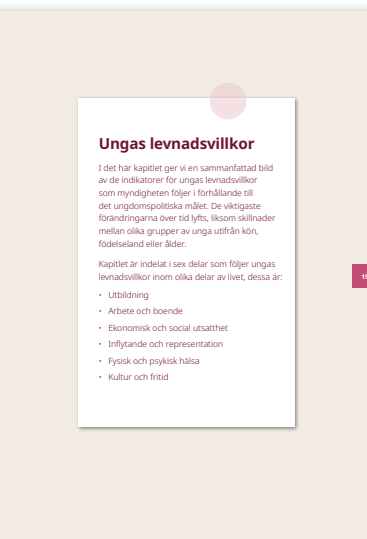 Ungas levnadsvillkor
I det här kapitlet ger vi en sammanfattad bild
av de indikatorer för ungas levnadsvillkor
som myndigheten följer i förhållande till
det ungdomspolitiska målet. De viktigaste
förändringarna över tid lyfts, liksom skillnader
mellan olika grupper av unga utifrån kön,
födelseland eller ålder.
Kapitlet är indelat i sex delar som följer ungas
levnadsvillkor inom olika delar av livet, dessa är:
• Utbildning
• Arbete och boende
• Ekonomisk och social utsatthet
• Inflytande och representation
• Fysisk och psykisk hälsa
• Kultur och fritid